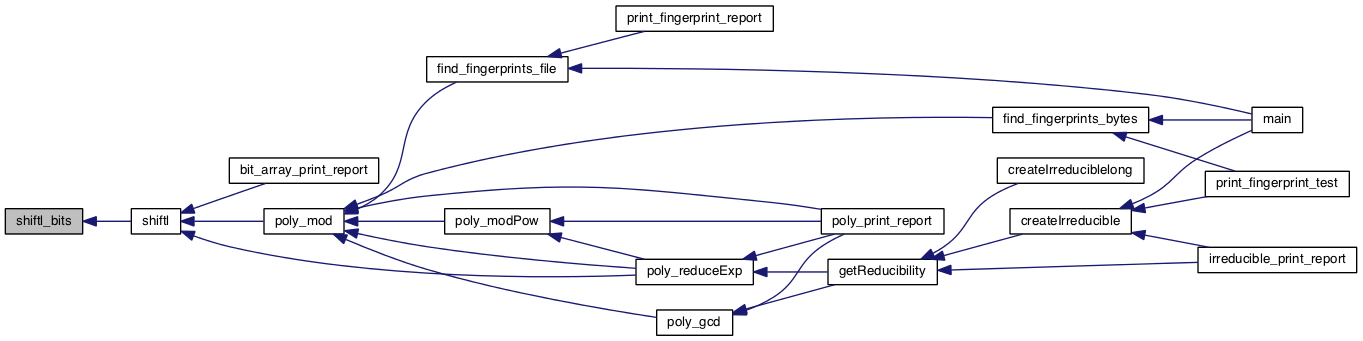 print_fingerprint_report
find_fingerprints_file
find_fingerprints_bytes
main
bit_array_print_report
createIrreduciblelong
print_fingerprint_test
shiftl_bits
shiftl
poly_mod
poly_modPow
poly_print_report
createIrreducible
poly_reduceExp
getReducibility
irreducible_print_report
poly_gcd